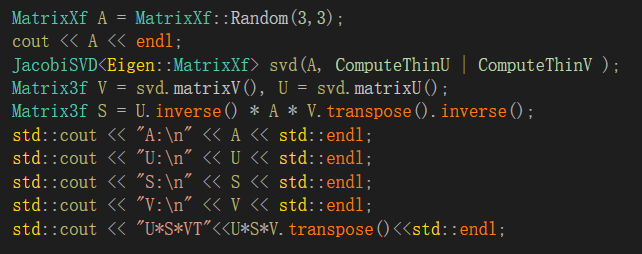 MatrixXf A = MatrixXf::Random(3,3);
cout << A << endl;
JacobiSVD<Eigen::MatrixXf> svd(A, ComputeThinU | ComputeThinV );
Matrix3f V = svd.matrixV(), U = svd.matrixU();
Matrix3f S = U.inverse() * A * V.transpose().inverse();
std::cout << "A:\n" << A << std::endl;
std::cout << "U:\n" << U << std::endl;
std::cout << "S:\n" << S << std::endl;
std::cout << "V:\n" << V << std::endl;
std::cout << "U*S*VT"<<U*S*V.transpose()<<std::endl;